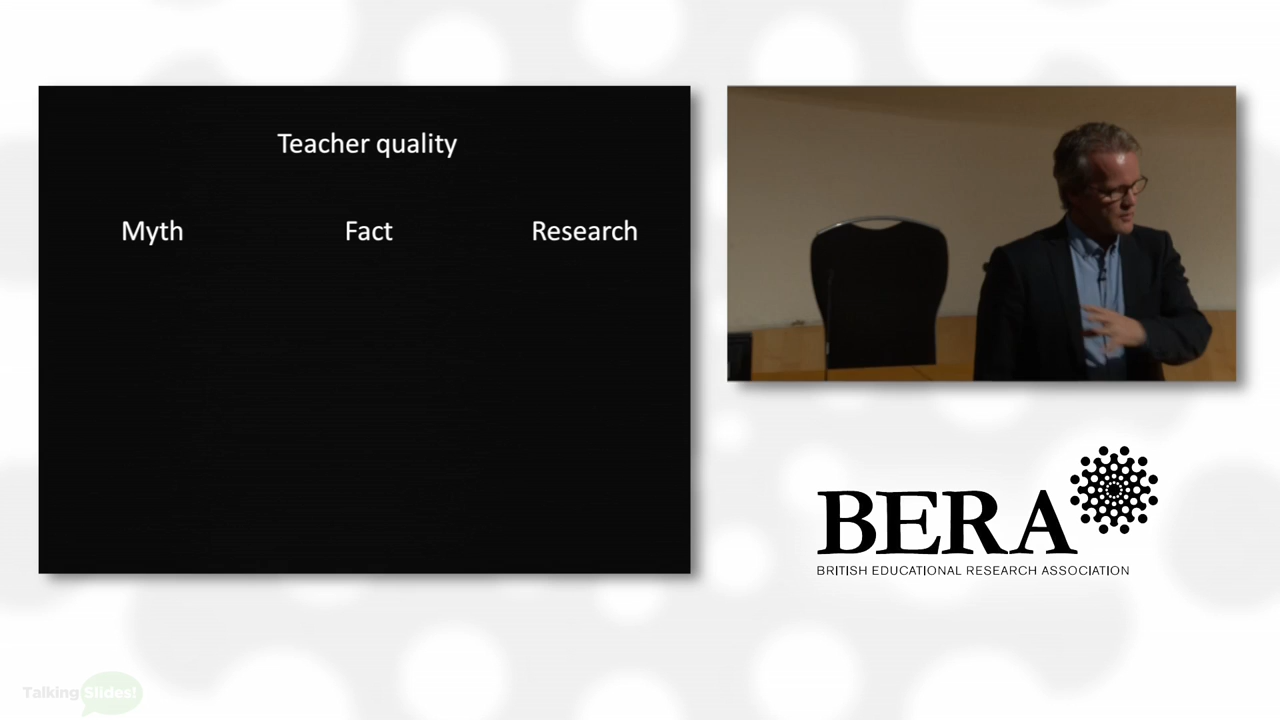 Teacher quality
Myth Fact Research
BERA
BRITISH EDUCATIONAL RESEARCH ASSOCIATION
Talking Slides!